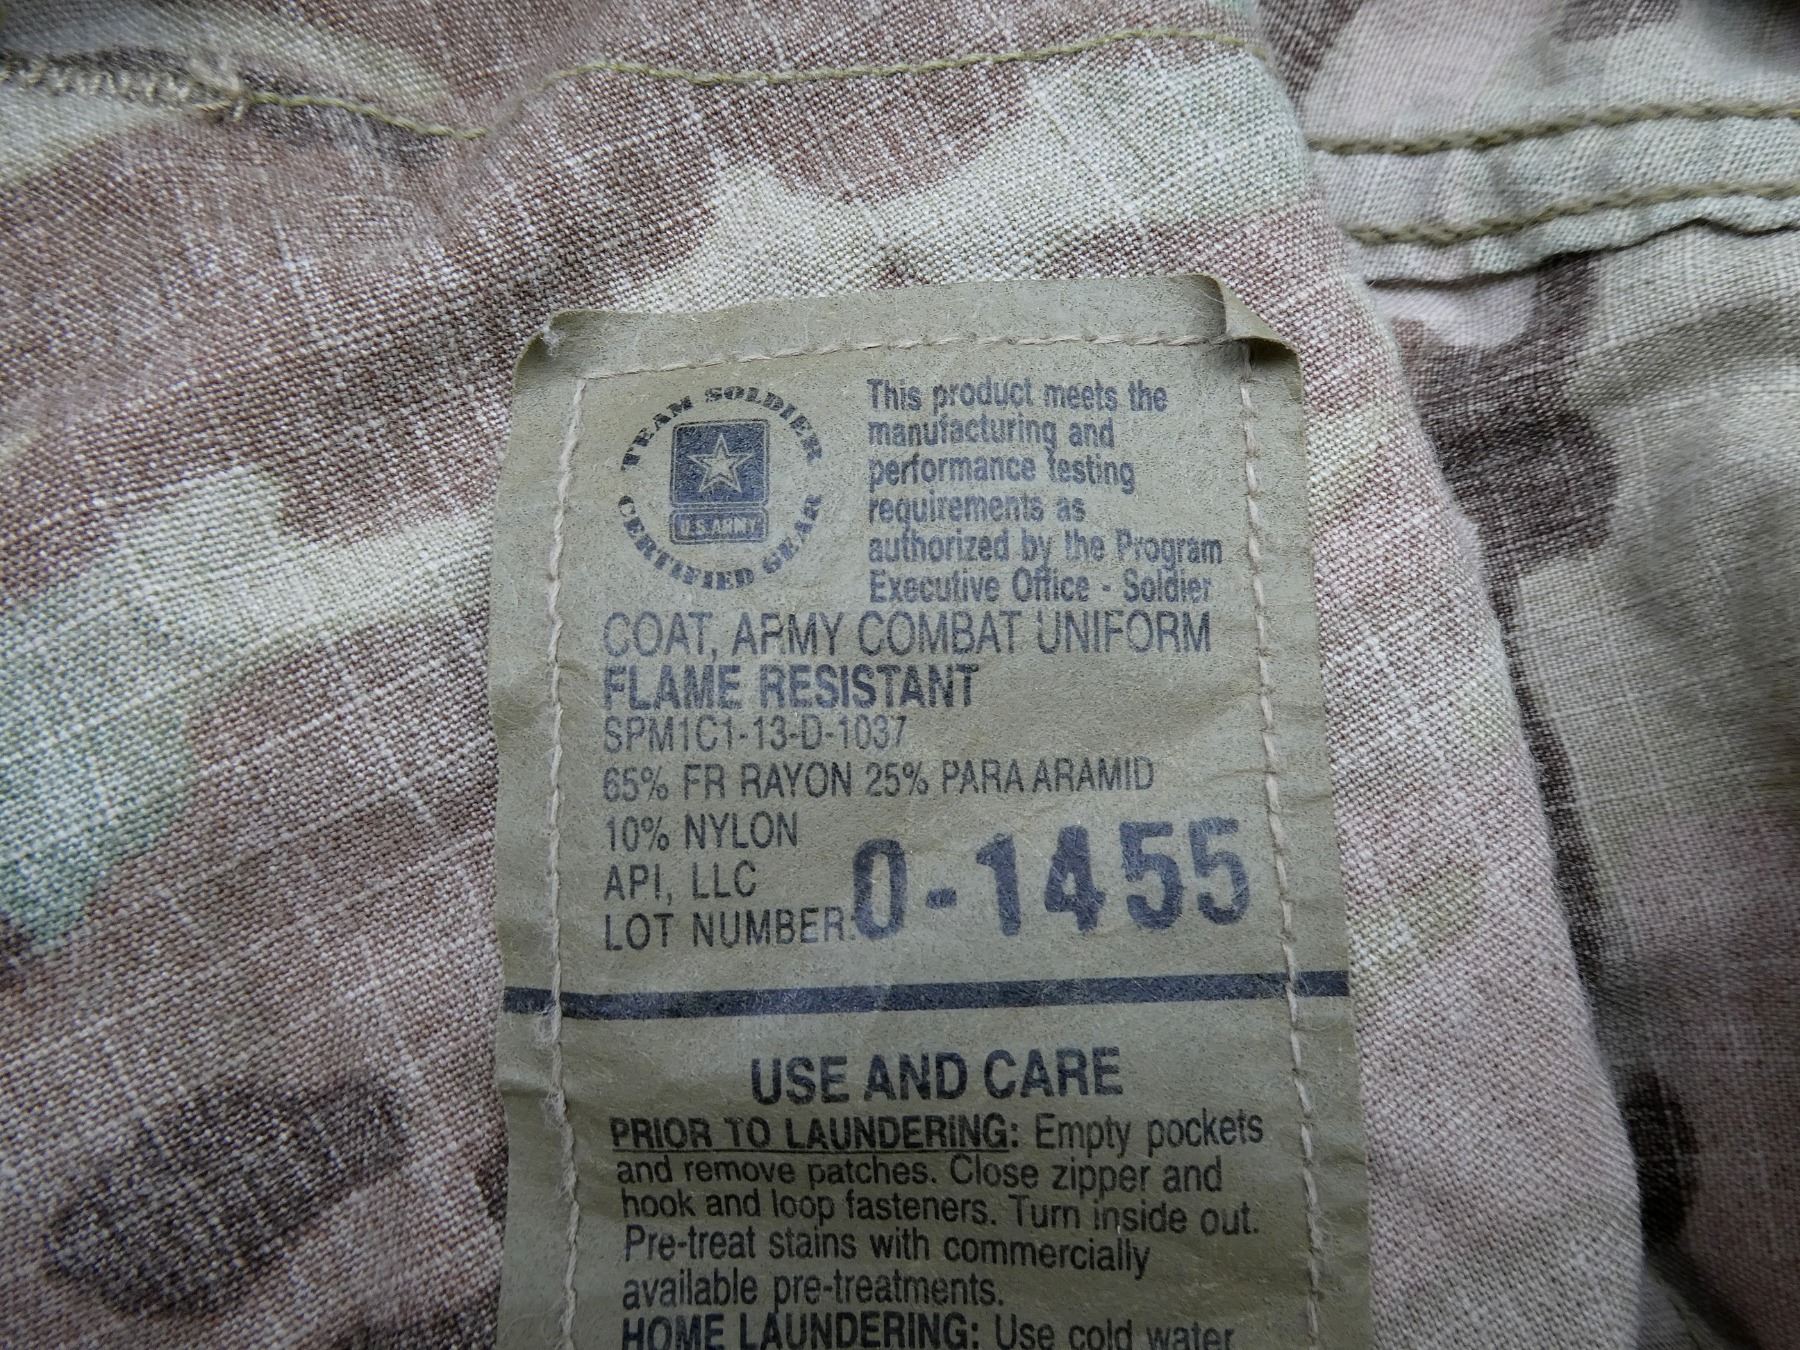 TEAM SOLDIER
U.S ARMY
CERTIFIED GEAR
This product meets the
manufacturing and
performance testing
requirements as
authorized by the Program
Executive Office - Soldier
COAT, ARMY COMBAT UNIFORM
FLAME RESISTANT
SPM1C1-13-D-1037
65% FR RAYON 25% PARA ARAMID
10% NYLON
API, LLC
LOT NUMBER: 0-1455
USE AND CARE
PRIOR TO LAUNDERING: Empty pockets
and remove patches. Close zipper and
hook and loop fasteners. Turn inside out.
Pre-treat stains with commercially
available pre-treatments.
HOME LAUNDERING: Use cold water